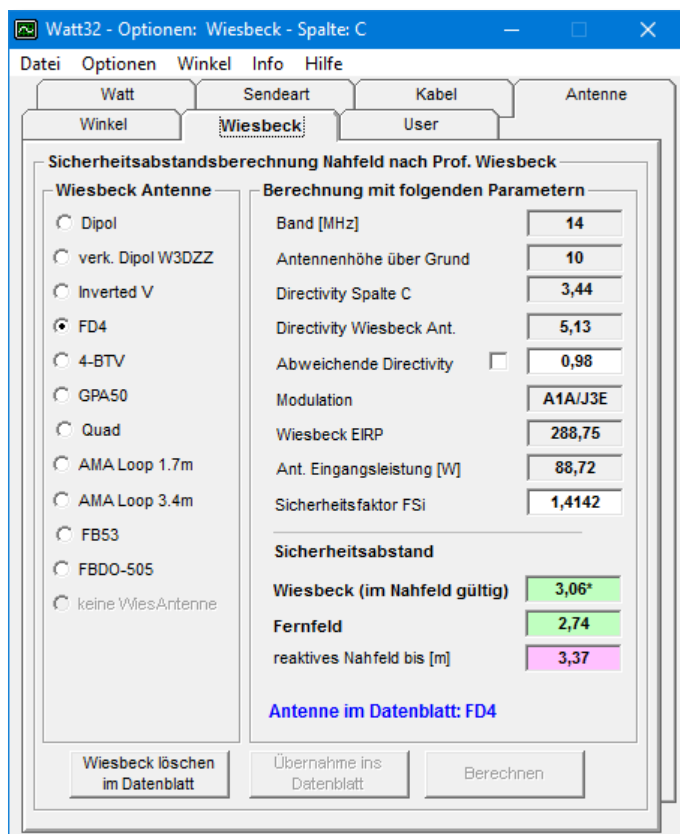 Watt32 - Optionen: Wiesbeck - Spalte: C
Datei Optionen Winkel Info Hilfe
Watt Sendeart Kabel Antenne
Winkel Wiesbeck User
Sicherheitsabstandsberechnung Nahfeld nach Prof. Wiesbeck
Wiesbeck Antenne
Dipol
verk. Dipol W3DZZ
Inverted V
FD4
4-BTV
GPA50
Quad
AMA Loop 1.7m
AMA Loop 3.4m
FB53
FBDO-505
keine WiesAntenne
Berechnung mit folgenden Parametern
Band [MHz] 14
Antennenhöhe über Grund 10
Directivity Spalte C 3,44
Directivity Wiesbeck Ant. 5,13
Abweichende Directivity 0,98
Modulation A1A/J3E
Wiesbeck EIRP 288,75
Ant. Eingangsleistung [W] 88,72
Sicherheitsfaktor FSi 1,4142
Sicherheitsabstand
Wiesbeck (im Nahfeld gültig) 3,06*
Fernfeld 2,74
reaktives Nahfeld bis [m] 3,37
Antenne im Datenblatt: FD4
Wiesbeck löschen
im Datenblatt
Übernahme ins
Datenblatt
Berechnen